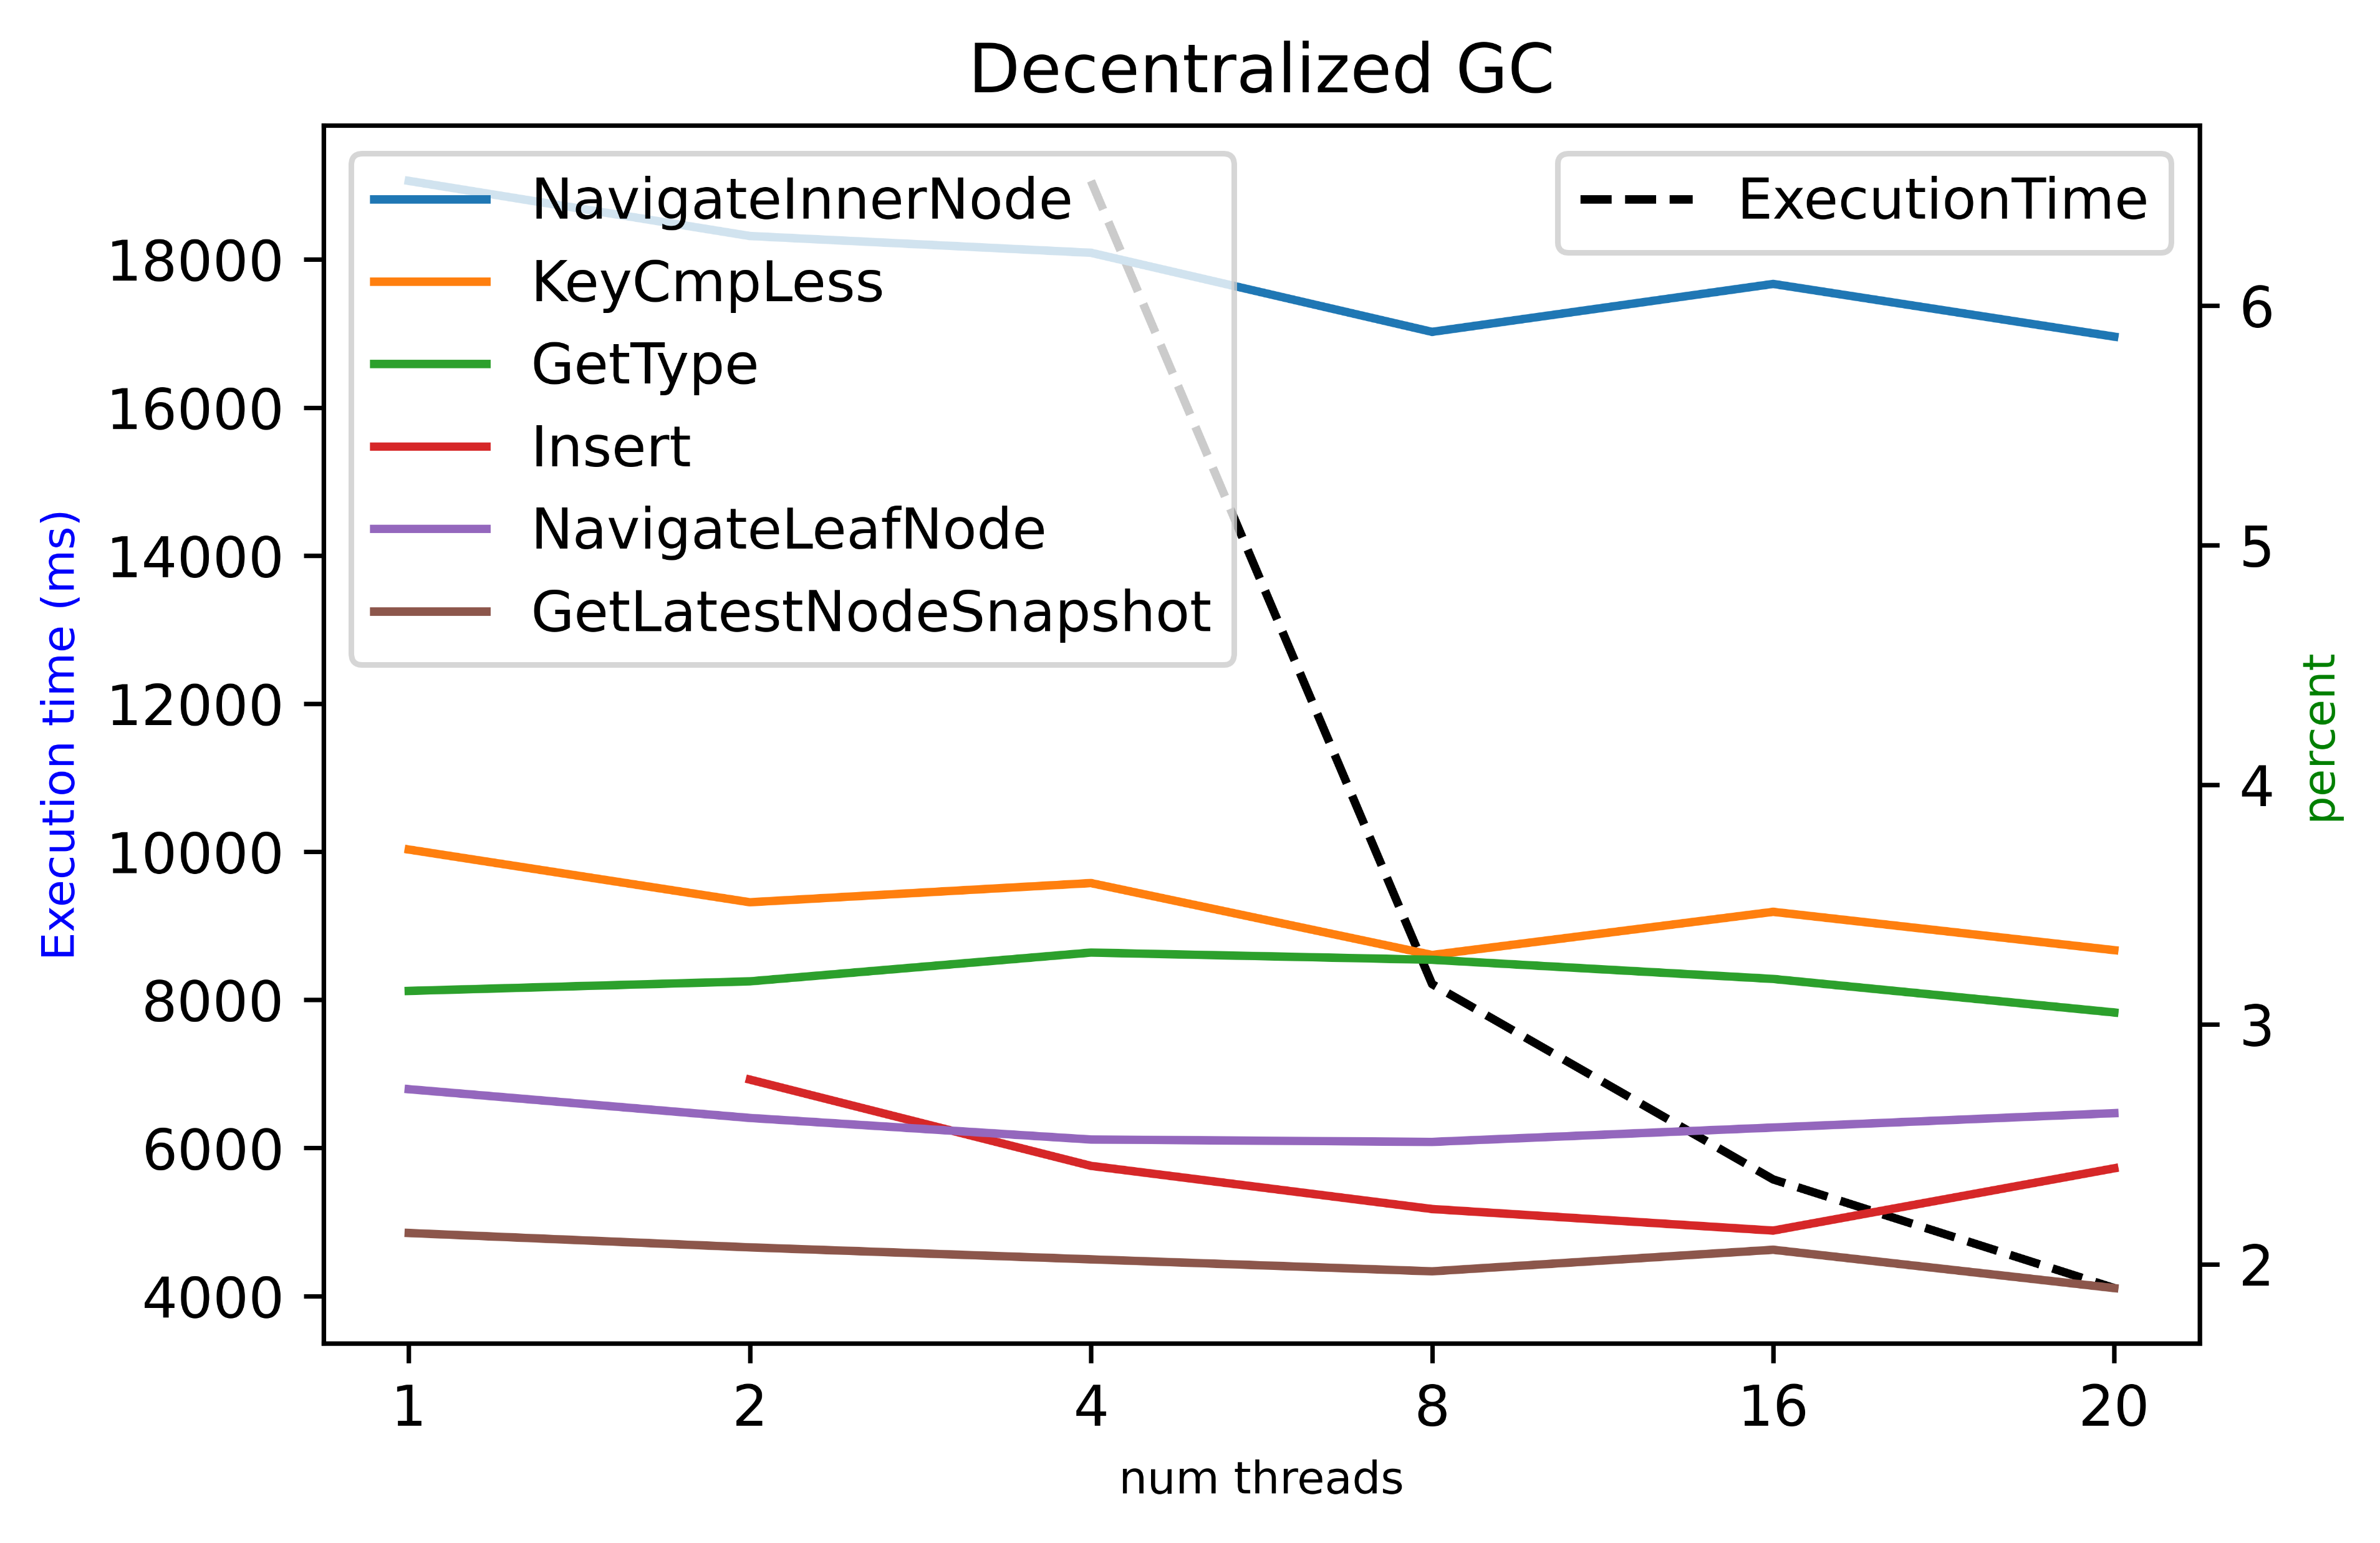 Decentralized GC
NavigateInnerNode
KeyCmpLess
GetType
Insert
NavigateLeafNode
GetLatestNodeSnapshot
ExecutionTime
18000
16000
14000
12000
10000
8000
6000
4000
Execution time (ms)
6
5
4
3
2
percent
1 2 4 8 16 20
num threads